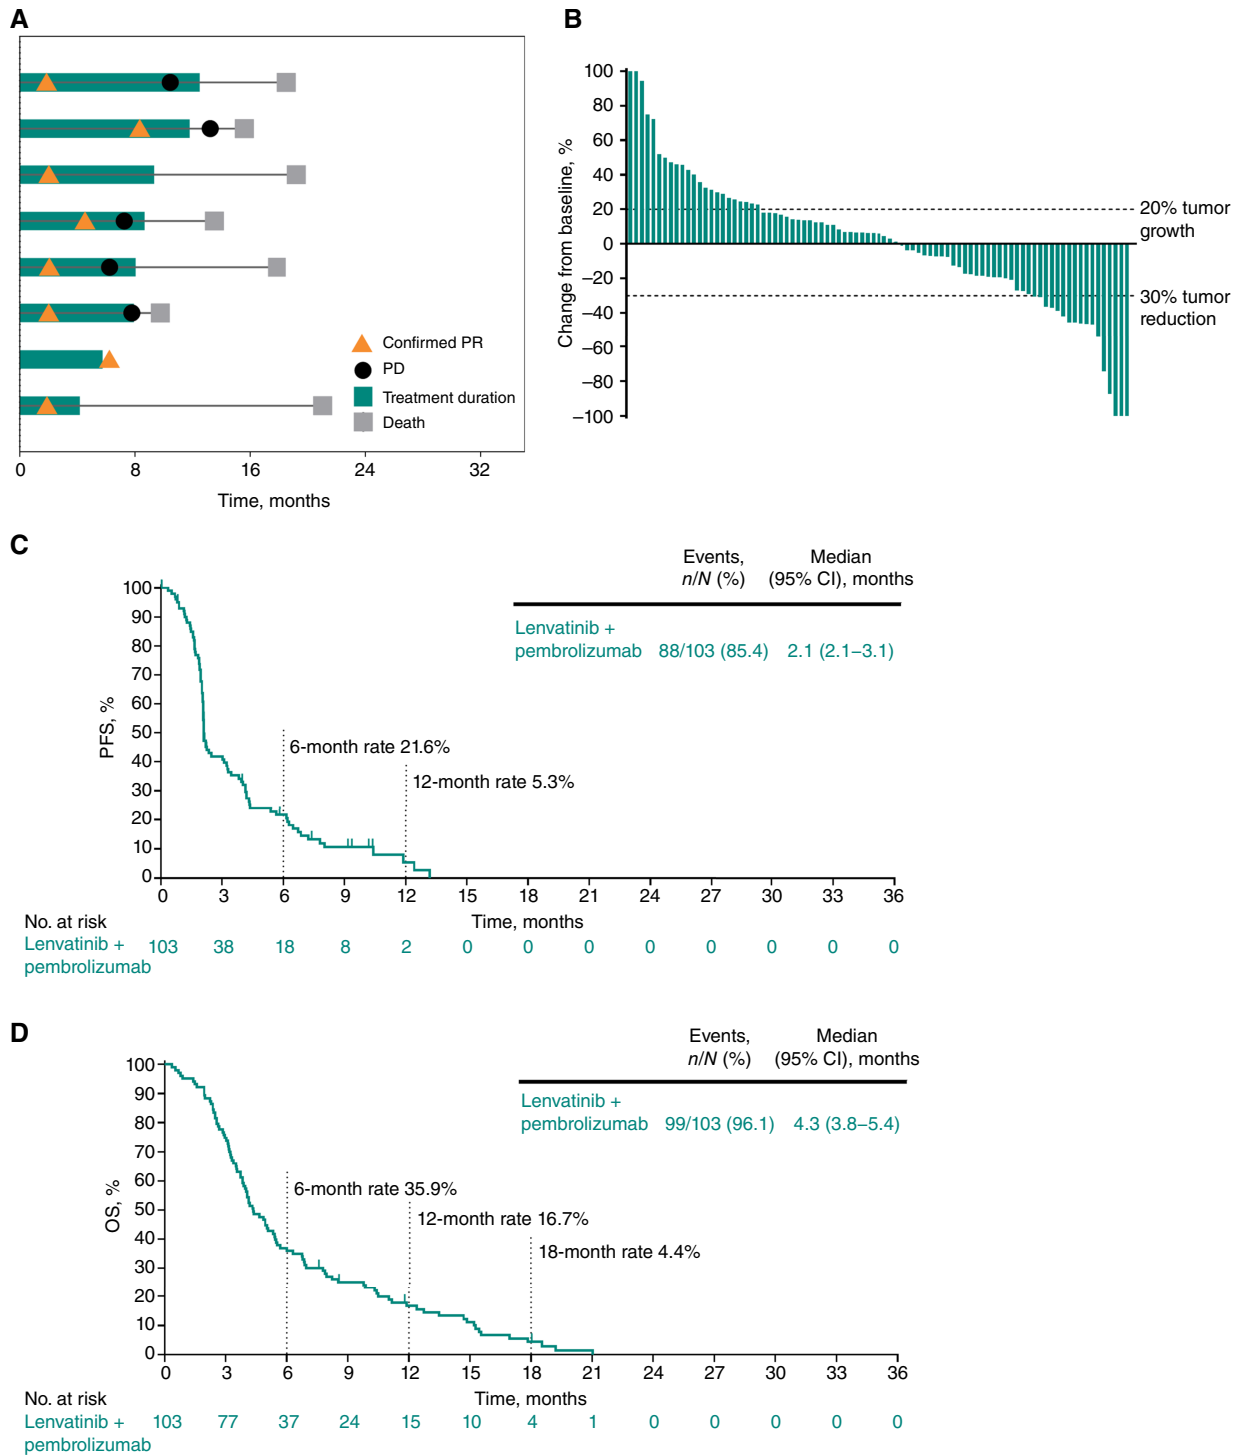 A
Confirmed PR
PD
Treatment duration
Death
0 8 16 24 32
Time, months
B
100
80
60
40
20
0
−20
−40
−60
−80
−100
Change from baseline, %
20% tumor
growth
30% tumor
reduction
C
Events,
n/N (%)
Median
(95% CI), months
Lenvatinib +
pembrolizumab 88/103 (85.4) 2.1 (2.1–3.1)
100
90
80
70
60
50
40
30
20
10
0
PFS, %
6-month rate 21.6%
12-month rate 5.3%
0 3 6 9 12 15 18 21 24 27 30 33 36
Time, months
No. at risk
Lenvatinib +
pembrolizumab
103 38 18 8 2 0 0 0 0 0 0 0 0
D
Events,
n/N (%)
Median
(95% CI), months
Lenvatinib +
pembrolizumab 99/103 (96.1) 4.3 (3.8–5.4)
100
90
80
70
60
50
40
30
20
10
0
OS, %
6-month rate 35.9%
12-month rate 16.7%
18-month rate 4.4%
0 3 6 9 12 15 18 21 24 27 30 33 36
Time, months
No. at risk
Lenvatinib +
pembrolizumab
103 77 37 24 15 10 4 1 0 0 0 0 0